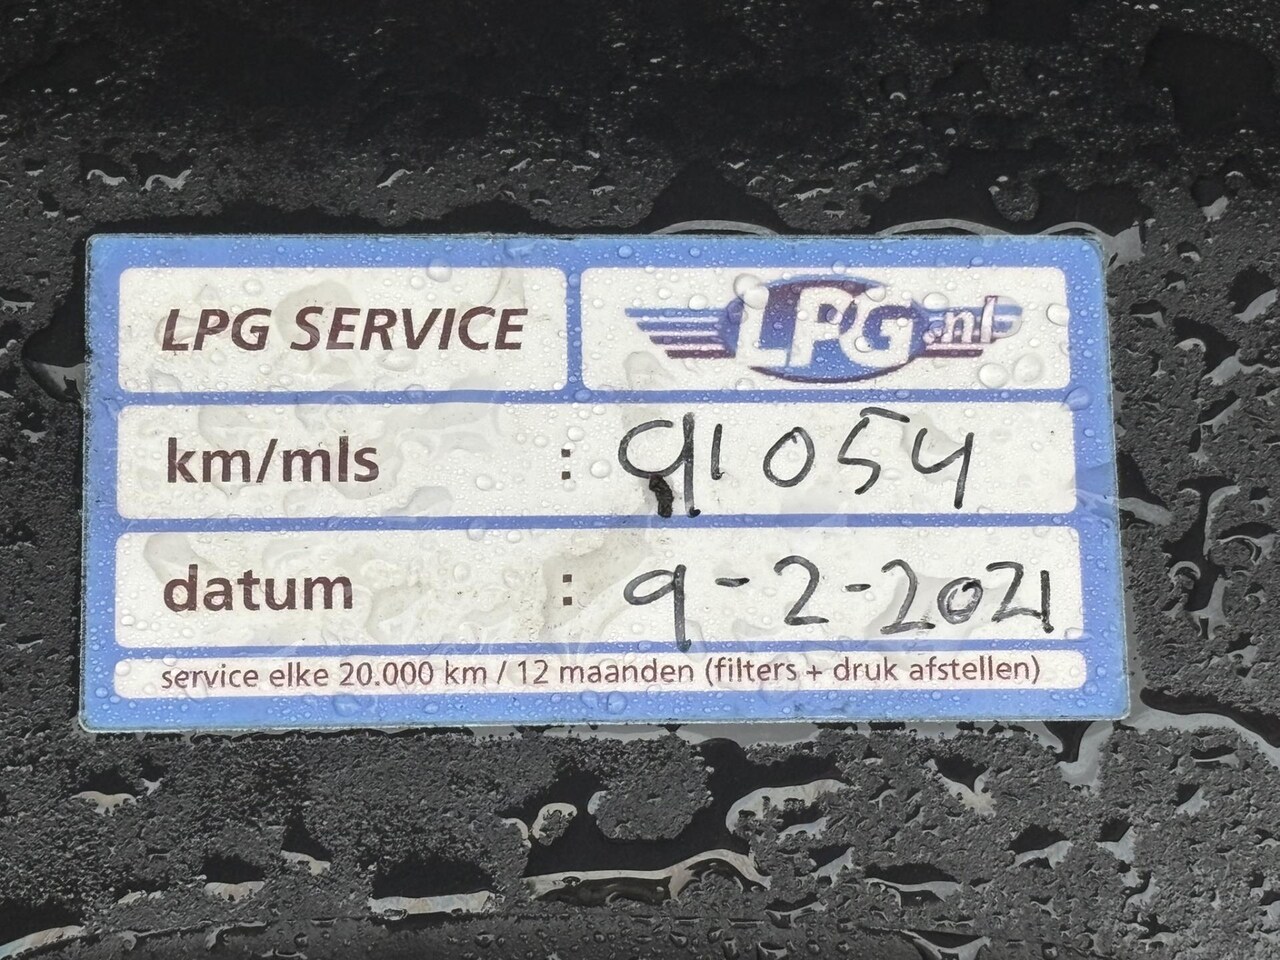 LPG SERVICE
LPG.nl
km/mls : 91054
datum : 9-2-2021
service elke 20.000 km / 12 maanden (filters + druk afstellen)